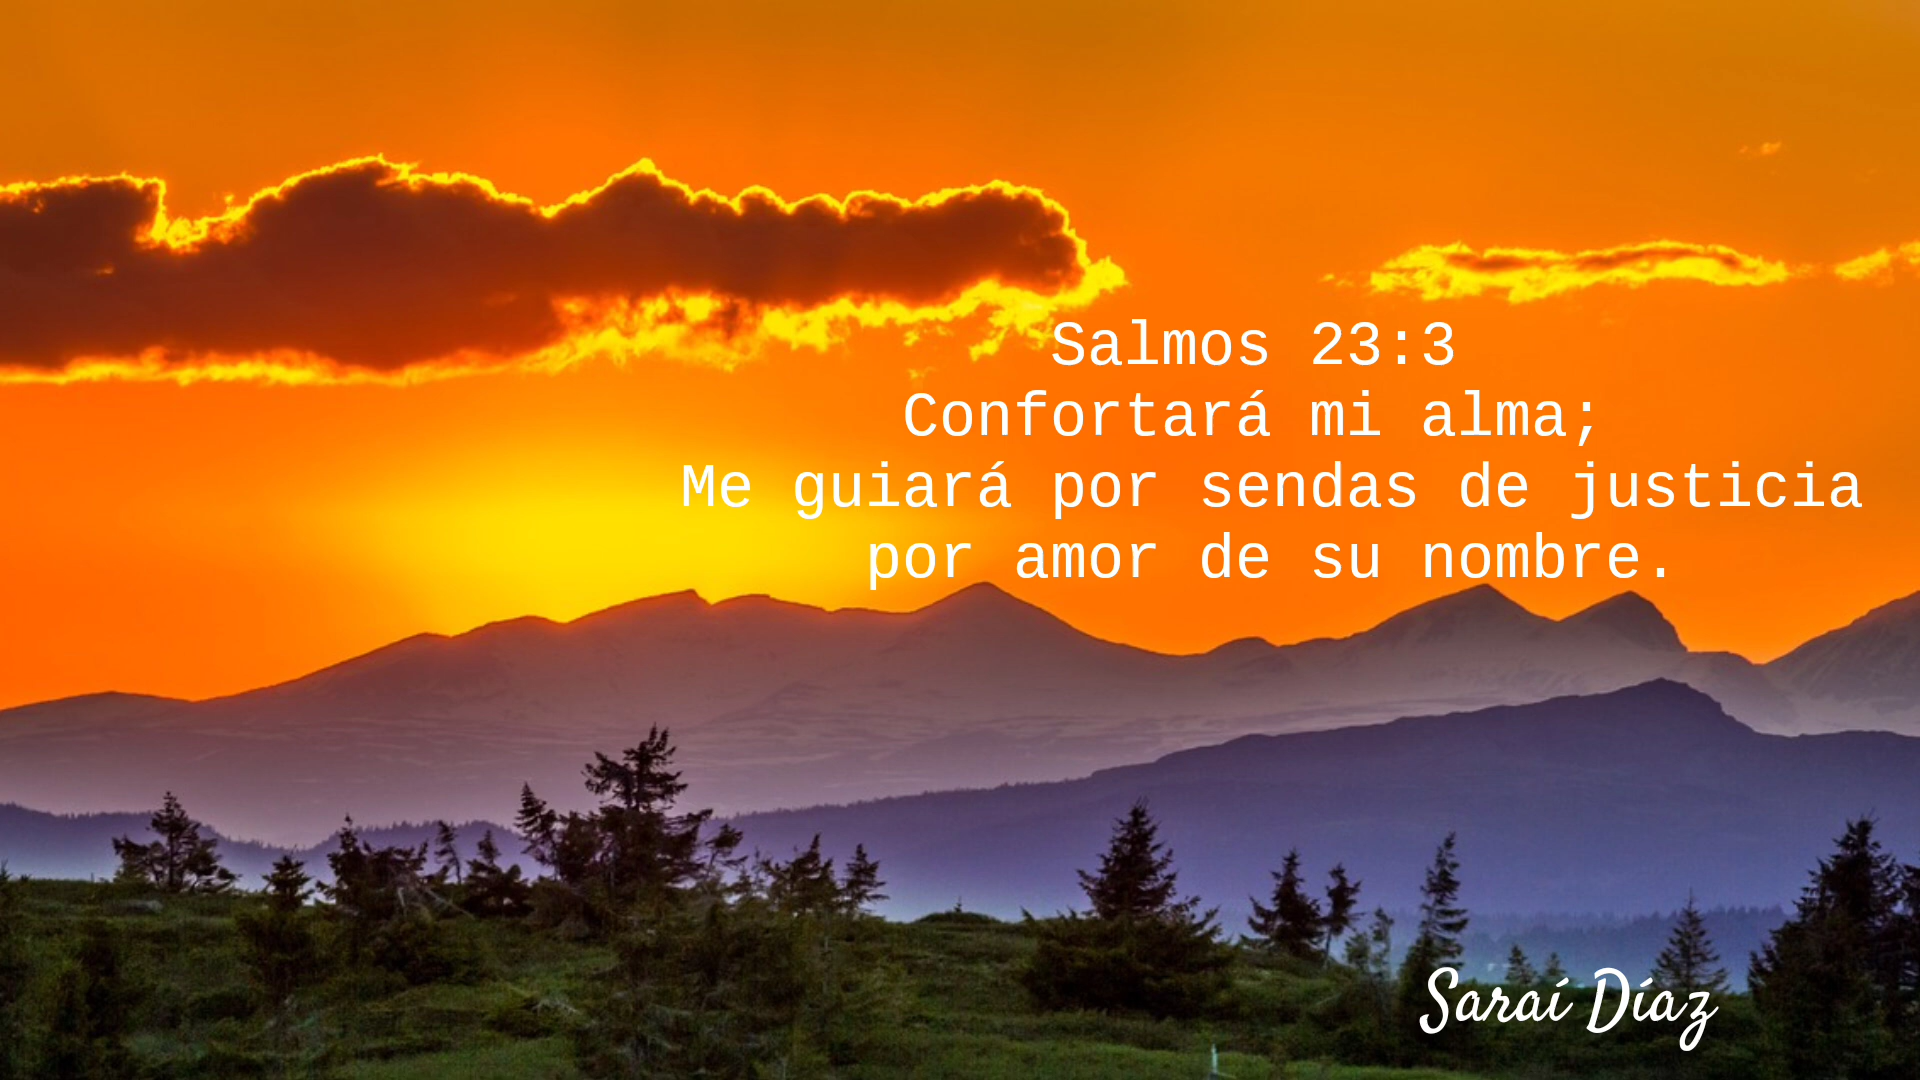 Salmos 23:3
Confortará mi alma;
Me guiará por sendas de justicia
por amor de su nombre.
Saraí Díaz